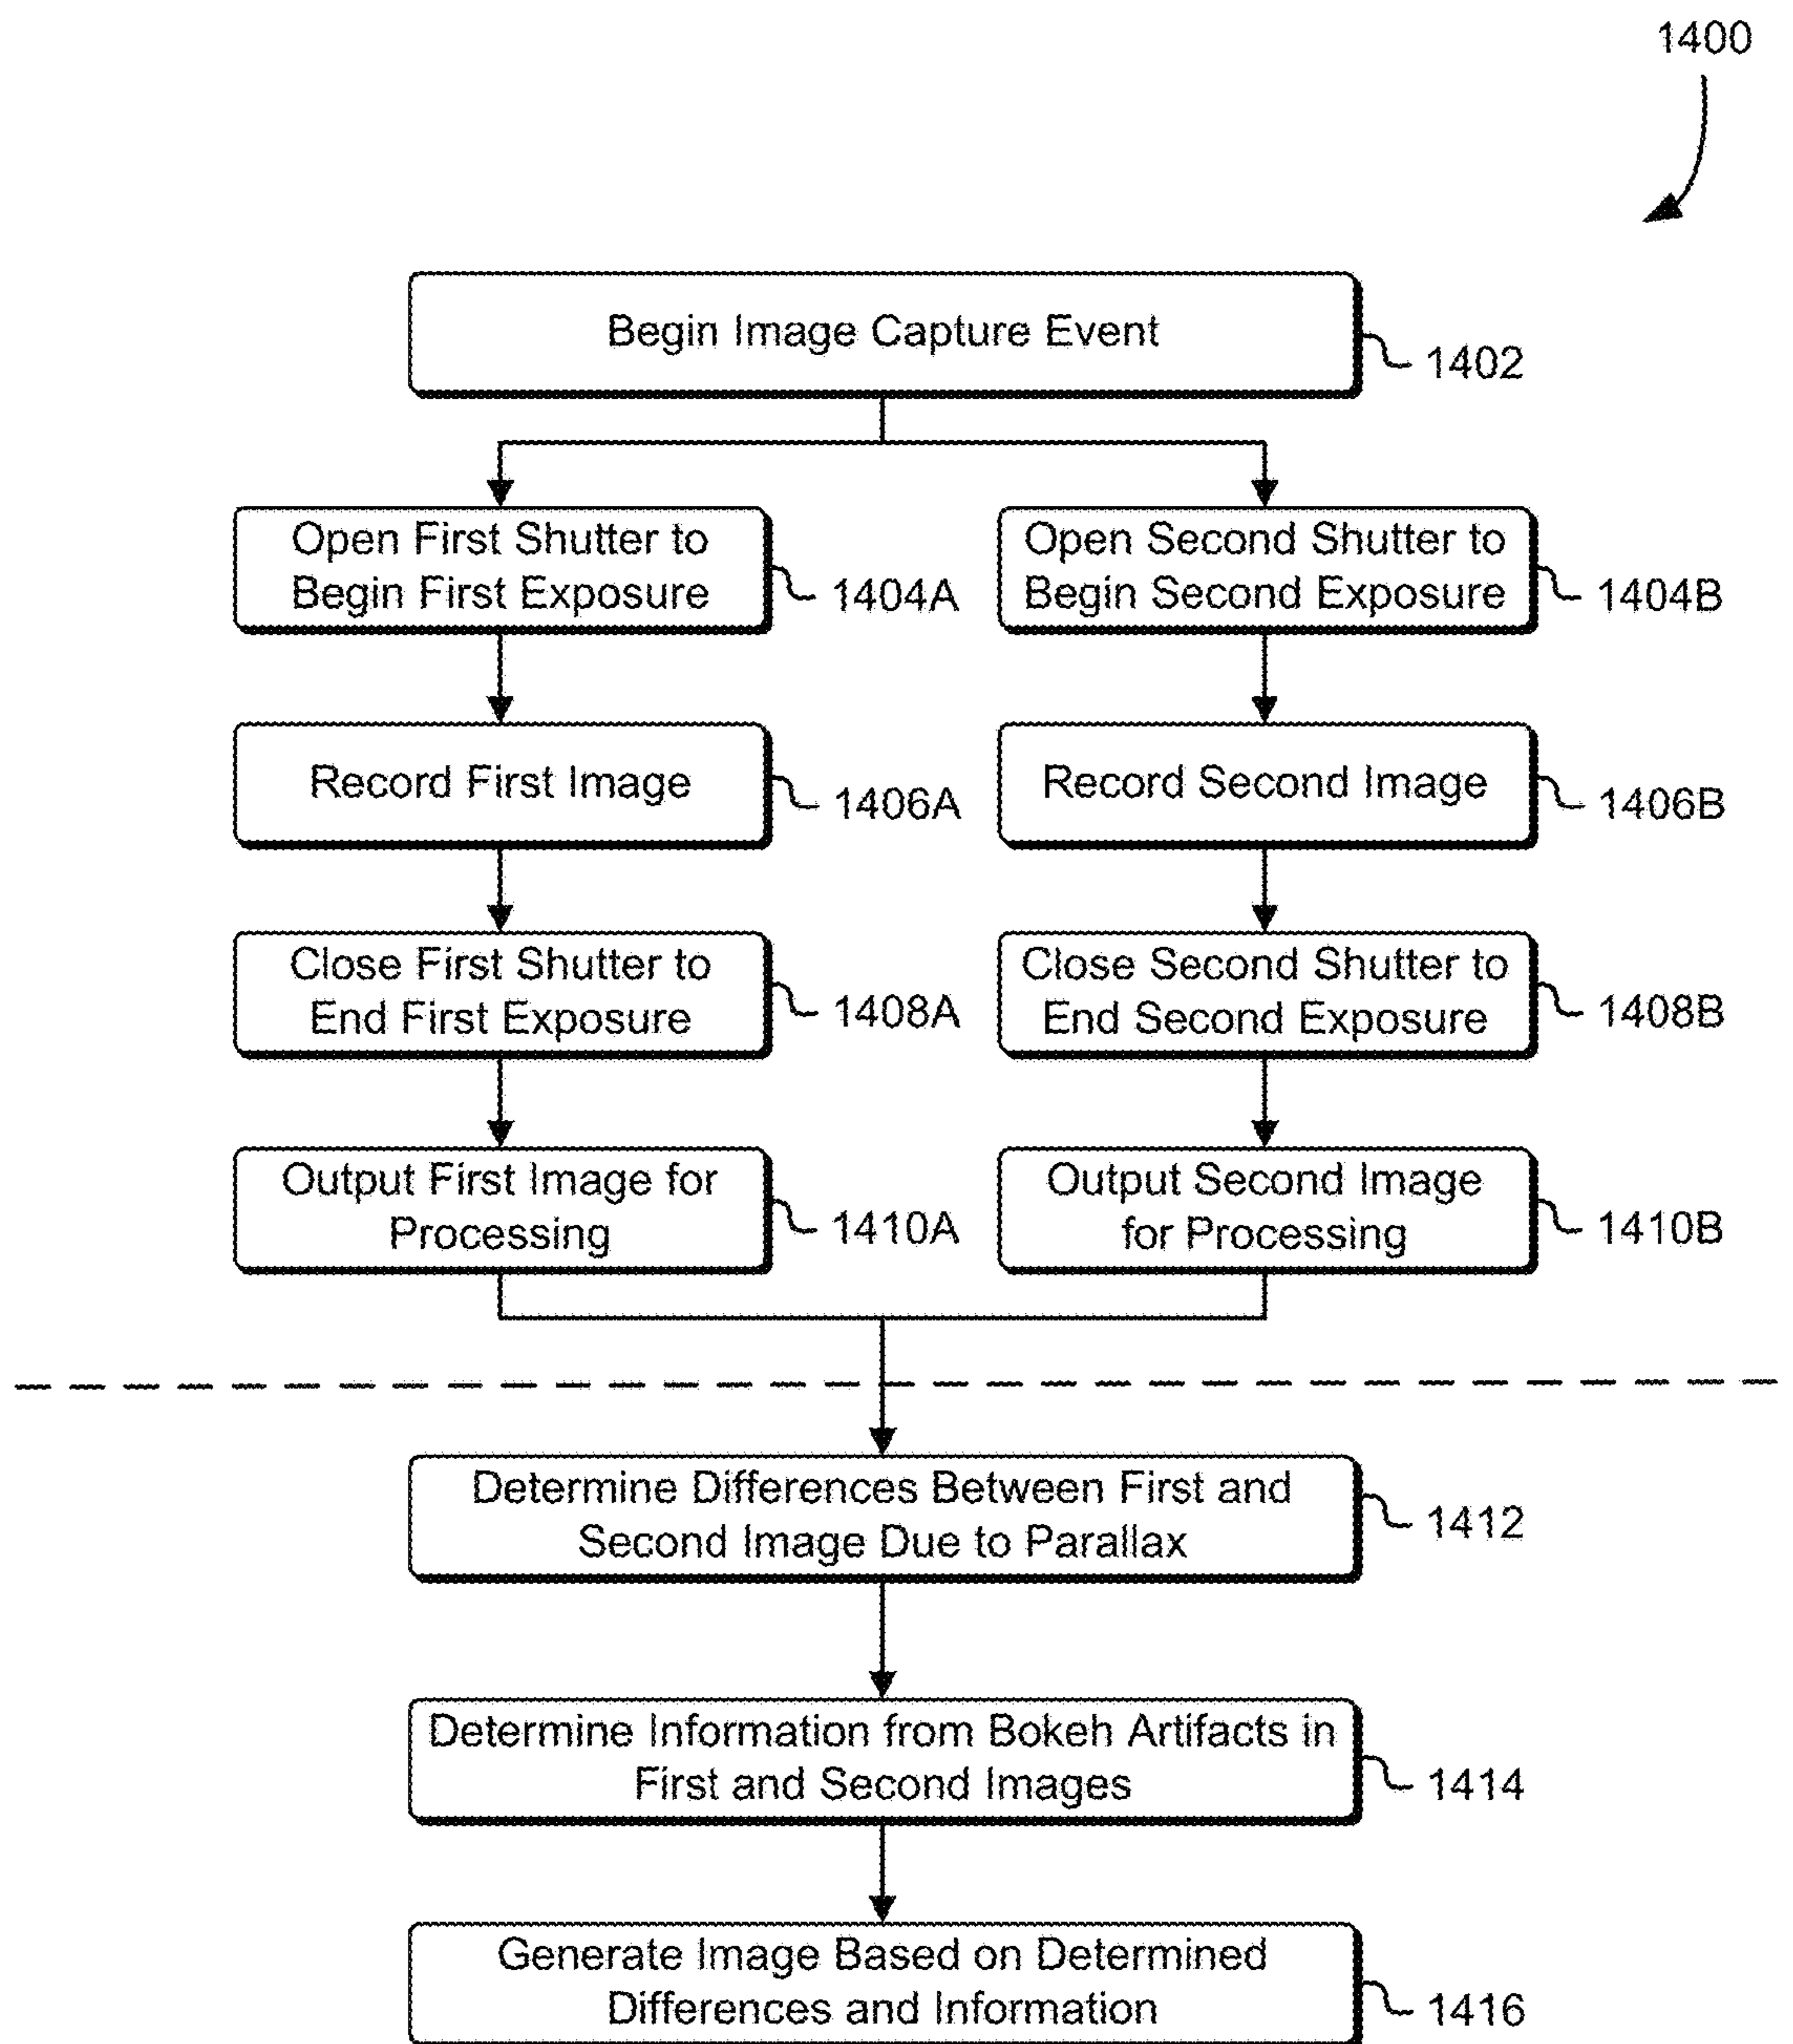 1400
Begin Image Capture Event
1402
Open First Shutter to
Begin First Exposure
1404A
Open Second Shutter to
Begin Second Exposure
1404B
Record First Image
1406A
Record Second Image
1406B
Close First Shutter to
End First Exposure
1408A
Close Second Shutter to
End Second Exposure
1408B
Output First Image for
Processing
1410A
Output Second Image
for Processing
1410B
Determine Differences Between First and
Second Image Due to Parallax
1412
Determine Information from Bokeh Artifacts in
First and Second Images
1414
Generate Image Based on Determined
Differences and Information
1416